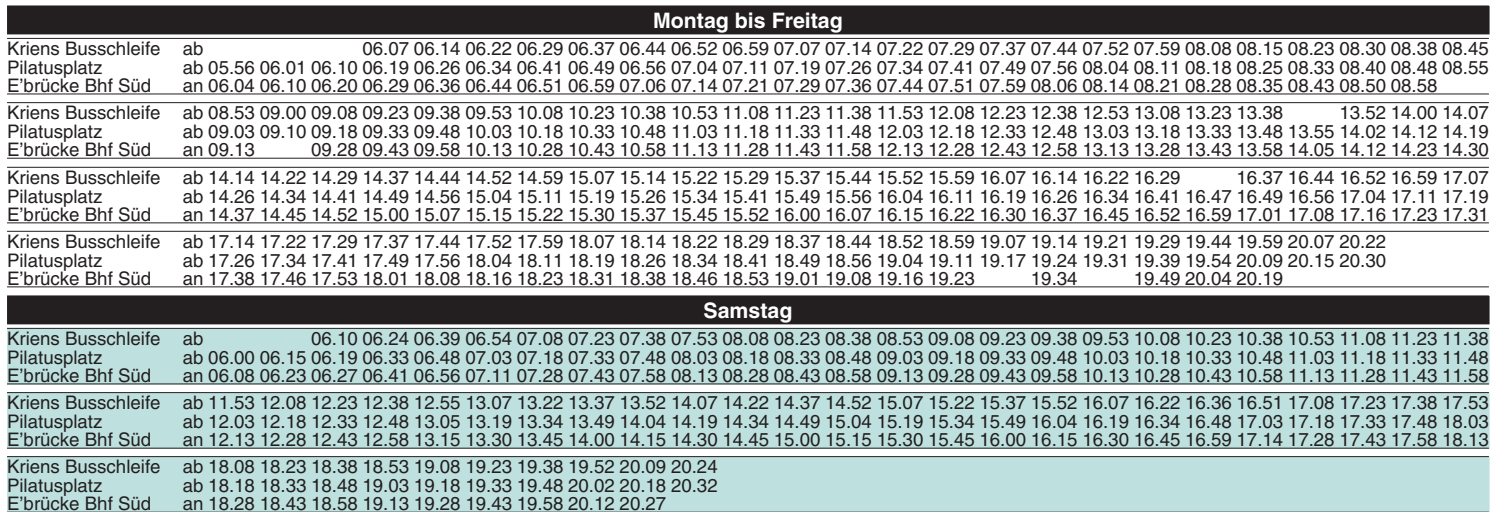 Montag bis Freitag
Kriens Busschleife ab 06.07 06.14 06.22 06.29 06.37 06.44 06.52 06.59 07.07 07.14 07.22 07.29 07.37 07.44 07.52 07.59 08.08 08.15 08.23 08.30 08.38 08.45
Pilatusplatz ab 05.56 06.01 06.10 06.19 06.26 06.34 06.41 06.49 06.56 07.04 07.11 07.19 07.26 07.34 07.41 07.49 07.56 08.04 08.11 08.18 08.25 08.33 08.40 08.48 08.55
E'brücke Bhf Süd an 06.04 06.10 06.20 06.29 06.36 06.44 06.51 06.59 07.06 07.14 07.21 07.29 07.36 07.44 07.51 07.59 08.06 08.14 08.21 08.28 08.35 08.43 08.50 08.58
Kriens Busschleife ab 08.53 09.00 09.08 09.23 09.38 09.53 10.08 10.23 10.38 10.53 11.08 11.23 11.38 11.53 12.08 12.23 12.38 12.53 13.08 13.23 13.38 13.52 14.00 14.07
Pilatusplatz ab 09.03 09.10 09.18 09.33 09.48 10.03 10.18 10.33 10.48 11.03 11.18 11.33 11.48 12.03 12.18 12.33 12.48 13.03 13.18 13.33 13.48 13.55 14.02 14.12 14.19
E'brücke Bhf Süd an 09.13 09.28 09.43 09.58 10.13 10.28 10.43 10.58 11.13 11.28 11.43 11.58 12.13 12.28 12.43 12.58 13.13 13.28 13.43 13.58 14.05 14.12 14.23 14.30
Kriens Busschleife ab 14.14 14.22 14.29 14.37 14.44 14.52 14.59 15.07 15.14 15.22 15.29 15.37 15.44 15.52 15.59 16.07 16.14 16.22 16.29 16.37 16.44 16.52 16.59 17.07
Pilatusplatz ab 14.26 14.34 14.41 14.49 14.56 15.04 15.11 15.19 15.26 15.34 15.41 15.49 15.56 16.04 16.11 16.19 16.26 16.34 16.41 16.47 16.49 16.56 17.04 17.11 17.19
E'brücke Bhf Süd an 14.37 14.45 14.52 15.00 15.07 15.15 15.22 15.30 15.37 15.45 15.52 16.00 16.07 16.15 16.22 16.30 16.37 16.45 16.52 16.59 17.01 17.08 17.16 17.23 17.31
Kriens Busschleife ab 17.14 17.22 17.29 17.37 17.44 17.52 17.59 18.07 18.14 18.22 18.29 18.37 18.44 18.52 18.59 19.07 19.14 19.21 19.29 19.44 19.59 20.07 20.22
Pilatusplatz ab 17.26 17.34 17.41 17.49 17.56 18.04 18.11 18.19 18.26 18.34 18.41 18.49 18.56 19.04 19.11 19.17 19.24 19.31 19.39 19.54 20.09 20.15 20.30
E'brücke Bhf Süd an 17.38 17.46 17.53 18.01 18.08 18.16 18.23 18.31 18.38 18.46 18.53 19.01 19.08 19.16 19.23 19.34 19.49 20.04 20.19
Samstag
Kriens Busschleife ab 06.10 06.24 06.39 06.54 07.08 07.23 07.38 07.53 08.08 08.23 08.38 08.53 09.08 09.23 09.38 09.53 10.08 10.23 10.38 10.53 11.08 11.23 11.38
Pilatusplatz ab 06.00 06.15 06.19 06.33 06.48 07.03 07.18 07.33 07.48 08.03 08.18 08.33 08.48 09.03 09.18 09.33 09.48 10.03 10.18 10.33 10.48 11.03 11.18 11.33 11.48
E'brücke Bhf Süd an 06.08 06.23 06.27 06.41 06.56 07.11 07.28 07.43 07.58 08.13 08.28 08.43 08.58 09.13 09.28 09.43 09.58 10.13 10.28 10.43 10.58 11.13 11.28 11.43 11.58
Kriens Busschleife ab 11.53 12.08 12.23 12.38 12.55 13.07 13.22 13.37 13.52 14.07 14.22 14.37 14.52 15.07 15.22 15.37 15.52 16.07 16.22 16.36 16.51 17.08 17.23 17.38 17.53
Pilatusplatz ab 12.03 12.18 12.33 12.48 13.05 13.19 13.34 13.49 14.04 14.19 14.34 14.49 15.04 15.19 15.34 15.49 16.04 16.19 16.34 16.48 17.03 17.18 17.33 17.48 18.03
E'brücke Bhf Süd an 12.13 12.28 12.43 12.58 13.15 13.30 13.45 14.00 14.15 14.30 14.45 15.00 15.15 15.30 15.45 16.00 16.15 16.30 16.45 16.59 17.14 17.28 17.43 17.58 18.13
Kriens Busschleife ab 18.08 18.23 18.38 18.53 19.08 19.23 19.38 19.52 20.09 20.24
Pilatusplatz ab 18.18 18.33 18.48 19.03 19.18 19.33 19.48 20.02 20.18 20.32
E'brücke Bhf Süd an 18.28 18.43 18.58 19.13 19.28 19.43 19.58 20.12 20.27